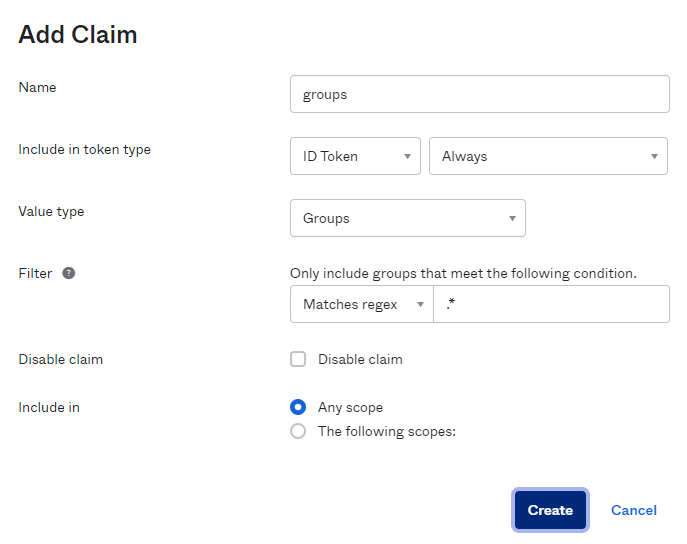 Add Claim
Name
groups
Include in token type
ID Token
Always
Value type
Groups
Filter ?
Only include groups that meet the following condition.
Matches regex
.*
Disable claim
Disable claim
Include in
Any scope
The following scopes:
Create
Cancel